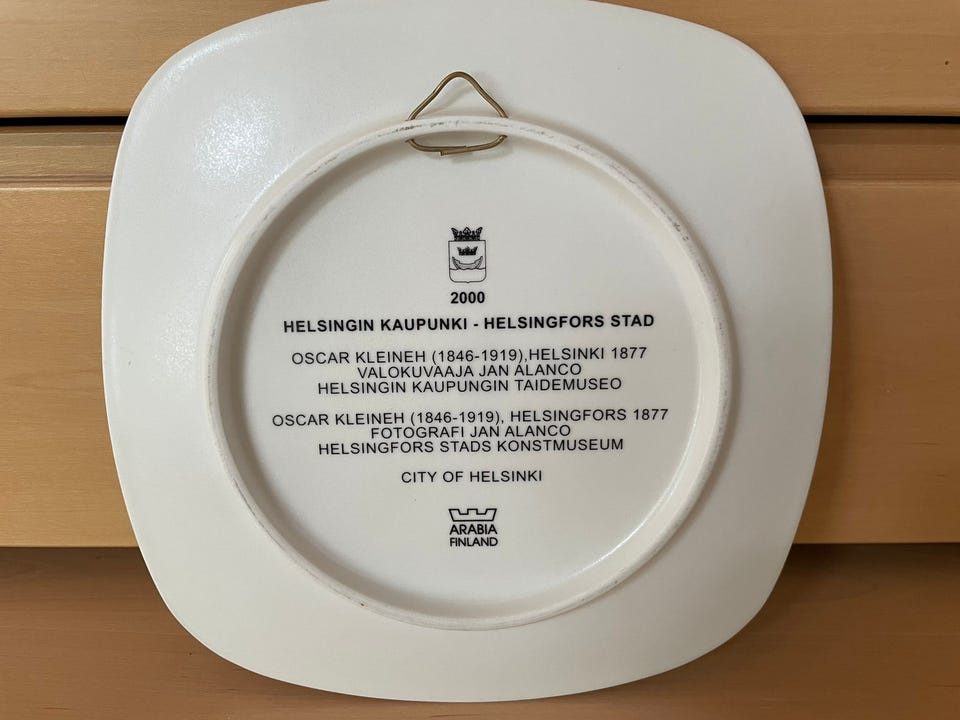 2000
HELSINGIN KAUPUNKI - HELSINGFORS STAD
OSCAR KLEINEH (1846-1919),HELSINKI 1877
VALOKUVAAJA JAN ALANCO
HELSINGIN KAUPUNGIN TAIDEMUSEO
OSCAR KLEINEH (1846-1919), HELSINGFORS 1877
FOTOGRAFI JAN ALANCO
HELSINGFORS STADS KONSTMUSEUM
CITY OF HELSINKI
ARABIA
FINLAND